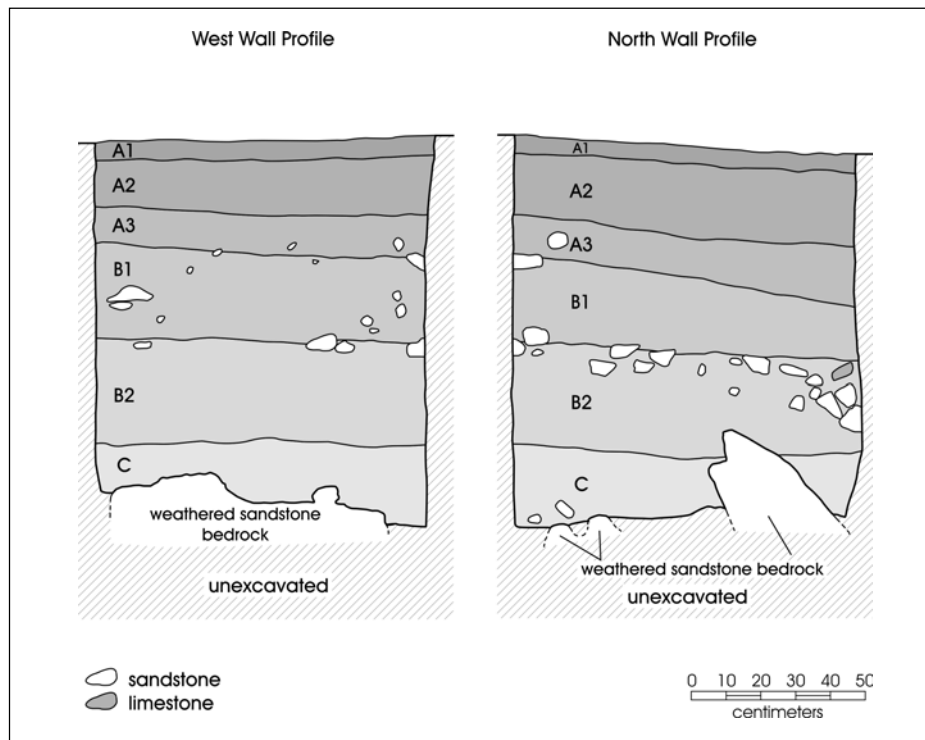 West Wall Profile
A1
A2
A3
B1
B2
C
weathered sandstone
bedrock
unexcavated
North Wall Profile
A1
A2
A3
B1
B2
C
weathered sandstone bedrock
unexcavated
sandstone
limestone
0 10 20 30 40 50
centimeters